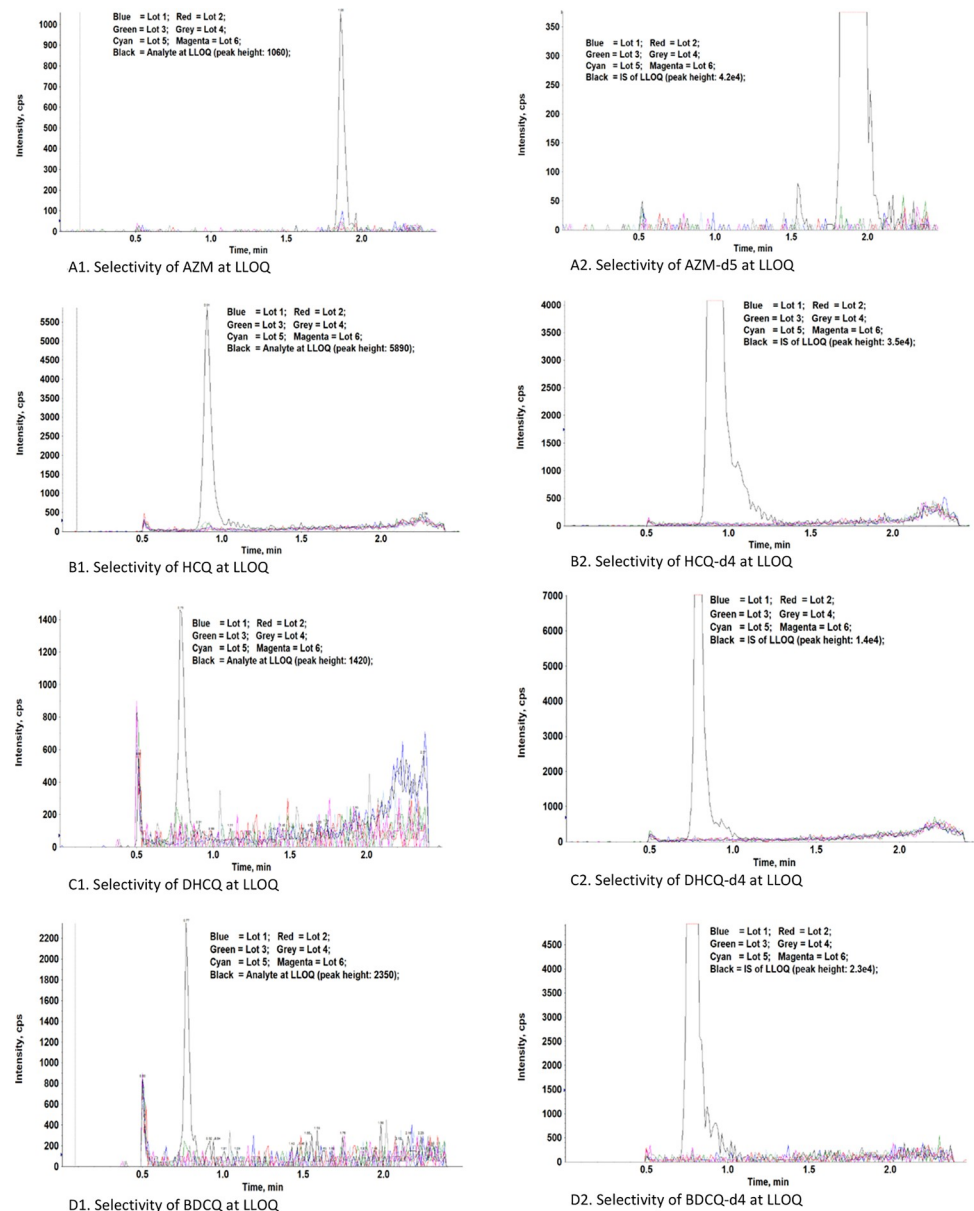 Blue = Lot 1; Red = Lot 2;
Green = Lot 3; Grey = Lot 4;
Cyan = Lot 5; Magenta = Lot 6;
Black = Analyte at LLOQ (peak height: 1060);
Intensity, cps
1000
900
800
700
600
500
400
300
200
100
0
0.5 1.0 1.5 2.0
Time, min
A1. Selectivity of AZM at LLOQ
Blue = Lot 1; Red = Lot 2;
Green = Lot 3; Grey = Lot 4;
Cyan = Lot 5; Magenta = Lot 6;
Black = IS of LLOQ (peak height: 4.2e4);
Intensity, cps
350
300
250
200
150
100
50
0
0.5 1.0 1.5 2.0
Time, min
A2. Selectivity of AZM-d5 at LLOQ
Blue = Lot 1; Red = Lot 2;
Green = Lot 3; Grey = Lot 4;
Cyan = Lot 5; Magenta = Lot 6;
Black = Analyte at LLOQ (peak height: 5890);
Intensity, cps
5500
5000
4500
4000
3500
3000
2500
2000
1500
1000
500
0
0.5 1.0 1.5 2.0
Time, min
B1. Selectivity of HCQ at LLOQ
Blue = Lot 1; Red = Lot 2;
Green = Lot 3; Grey = Lot 4;
Cyan = Lot 5; Magenta = Lot 6;
Black = IS of LLOQ (peak height: 3.5e4);
Intensity, cps
4000
3500
3000
2500
2000
1500
1000
500
0
0.5 1.0 1.5 2.0
Time, min
B2. Selectivity of HCQ-d4 at LLOQ
Blue = Lot 1; Red = Lot 2;
Green = Lot 3; Grey = Lot 4;
Cyan = Lot 5; Magenta = Lot 6;
Black = Analyte at LLOQ (peak height: 1420);
Intensity, cps
1400
1200
1000
800
600
400
200
0
0.5 1.0 1.5 2.0
Time, min
C1. Selectivity of DHCQ at LLOQ
Blue = Lot 1; Red = Lot 2;
Green = Lot 3; Grey = Lot 4;
Cyan = Lot 5; Magenta = Lot 6;
Black = IS of LLOQ (peak height: 1.4e4);
Intensity, cps
7000
6000
5000
4000
3000
2000
1000
0
0.5 1.0 1.5 2.0
Time, min
C2. Selectivity of DHCQ-d4 at LLOQ
Blue = Lot 1; Red = Lot 2;
Green = Lot 3; Grey = Lot 4;
Cyan = Lot 5; Magenta = Lot 6;
Black = Analyte at LLOQ (peak height: 2350);
Intensity, cps
2200
2000
1800
1600
1400
1200
1000
800
600
400
200
0
0.5 1.0 1.5 2.0
Time, min
D1. Selectivity of BDCQ at LLOQ
Blue = Lot 1; Red = Lot 2;
Green = Lot 3; Grey = Lot 4;
Cyan = Lot 5; Magenta = Lot 6;
Black = IS of LLOQ (peak height: 2.3e4);
Intensity, cps
4500
4000
3500
3000
2500
2000
1500
1000
500
0
0.5 1.0 1.5 2.0
Time, min
D2. Selectivity of BDCQ-d4 at LLOQ